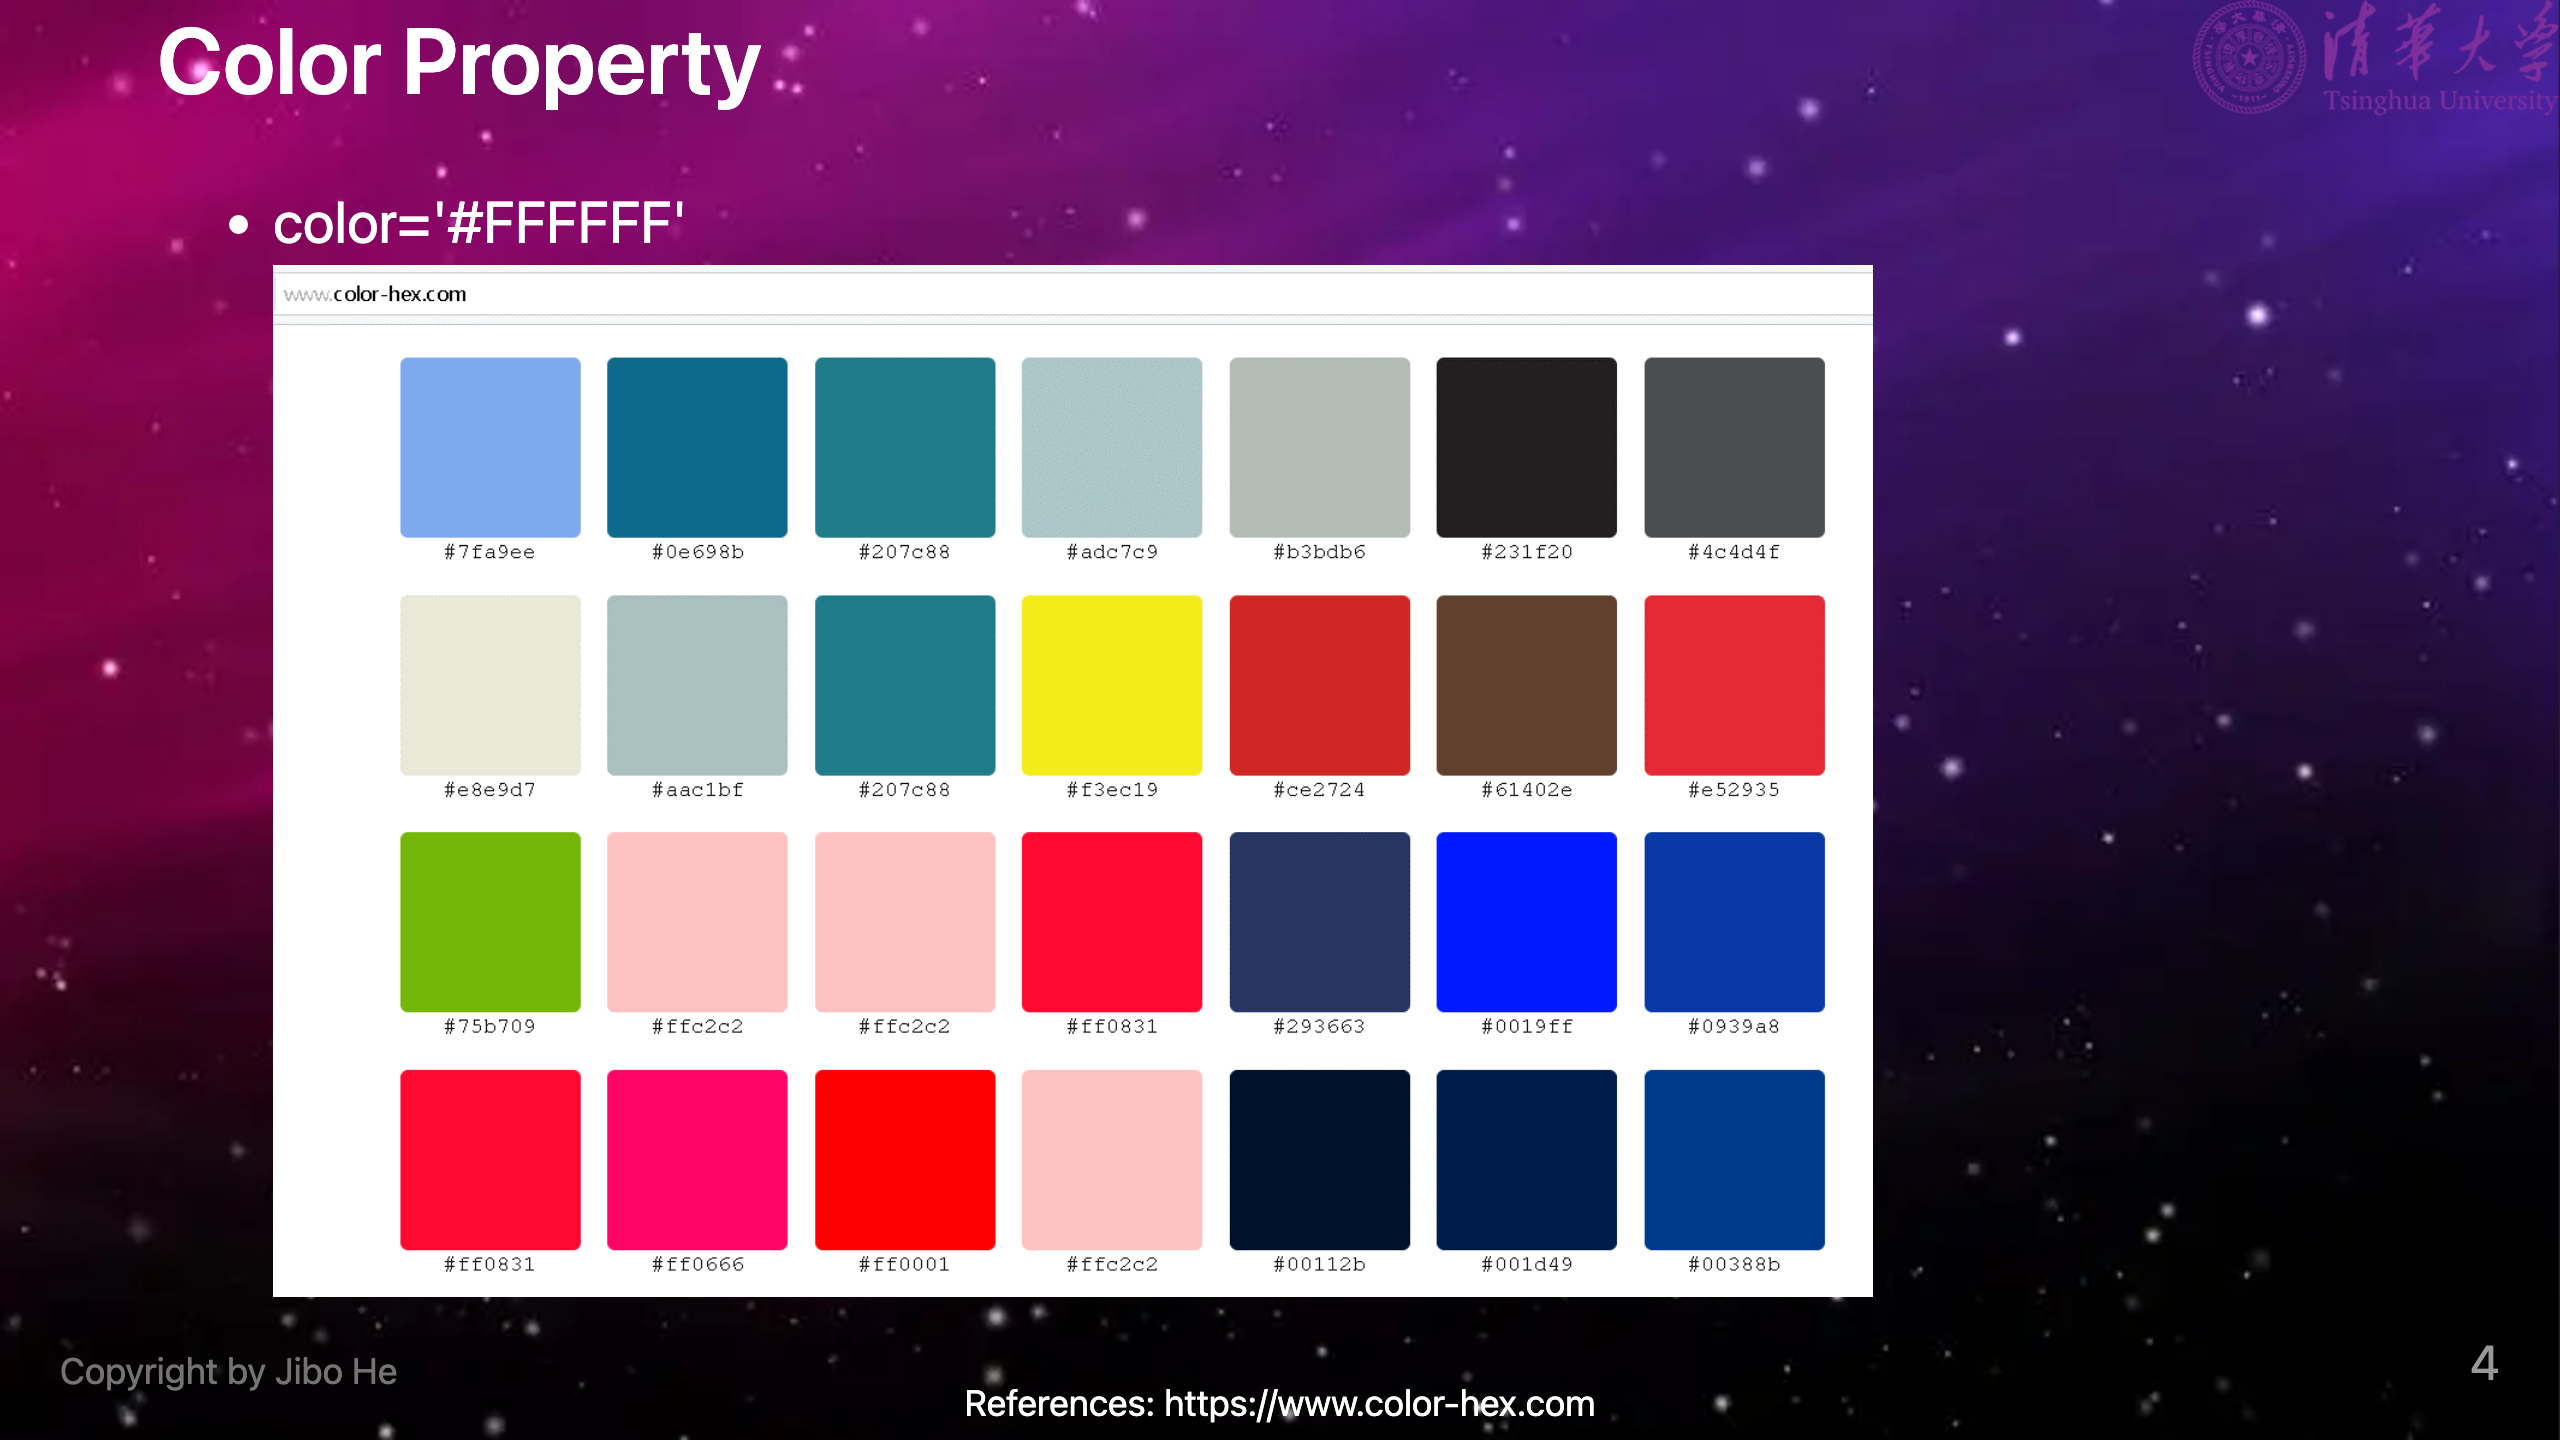 Color Property
清华大学
Tsinghua University
• color='#FFFFFF'
www.color-hex.com
#7fa9ee #0e698b #207c88 #adc7c9 #b3bdb6 #231f20 #4c4d4f
#e8e9d7 #aac1bf #207c88 #f3ec19 #ce2724 #61402e #e52935
#75b709 #ffc2c2 #ffc2c2 #ff0831 #293663 #0019ff #0939a8
#ff0831 #ff0666 #ff0001 #ffc2c2 #00112b #001d49 #00388b
Copyright by Jibo He
References: https://www.color-hex.com
4